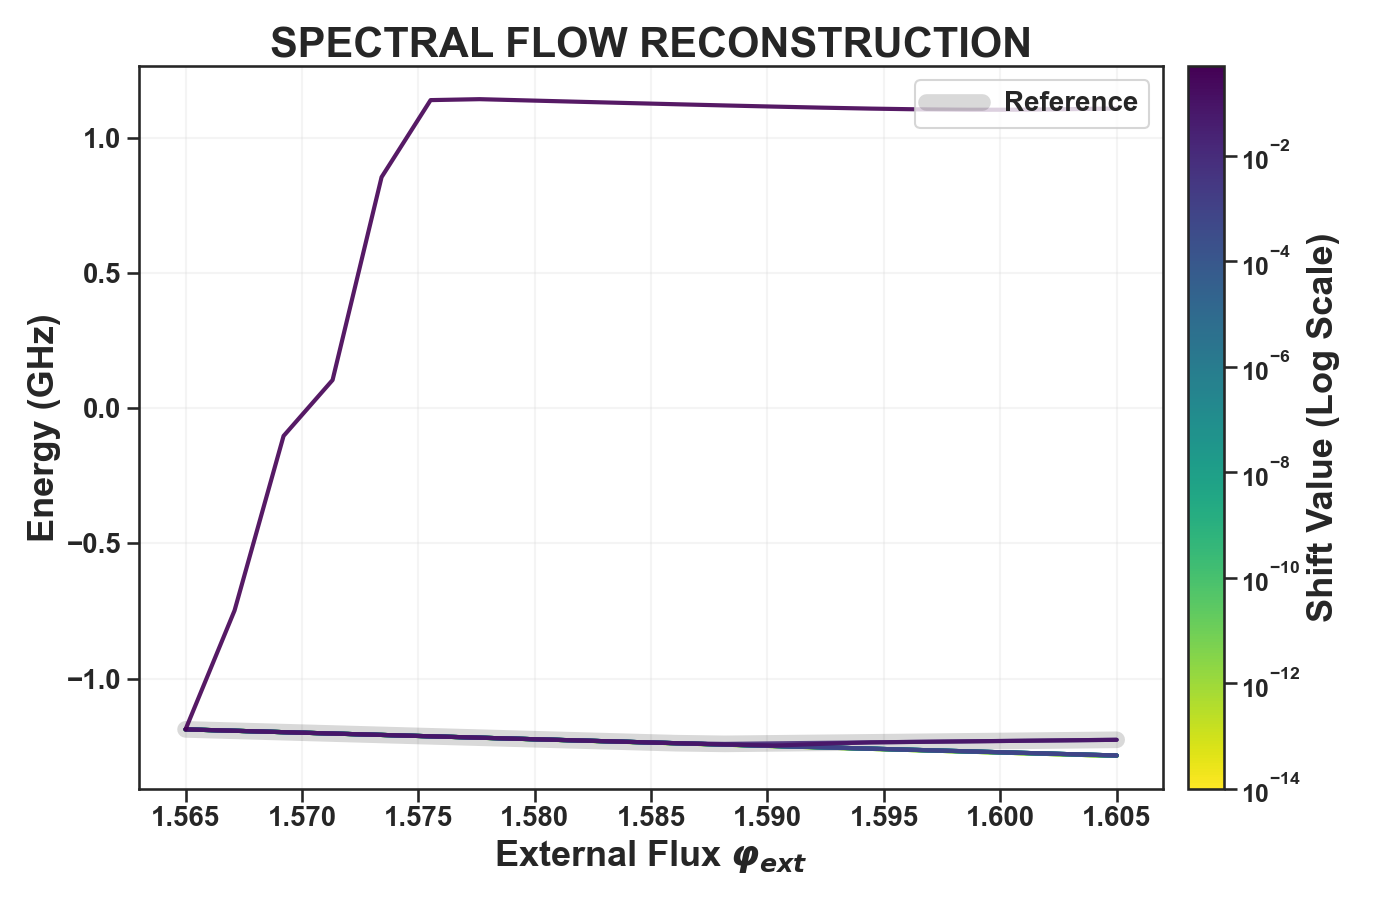 SPECTRAL FLOW RECONSTRUCTION
Reference
1.0
0.5
0.0
−0.5
−1.0
Energy (GHz)
1.565 1.570 1.575 1.580 1.585 1.590 1.595 1.600 1.605
External Flux φ_ext
10⁻²
10⁻⁴
10⁻⁶
10⁻⁸
10⁻¹⁰
10⁻¹²
10⁻¹⁴
Shift Value (Log Scale)